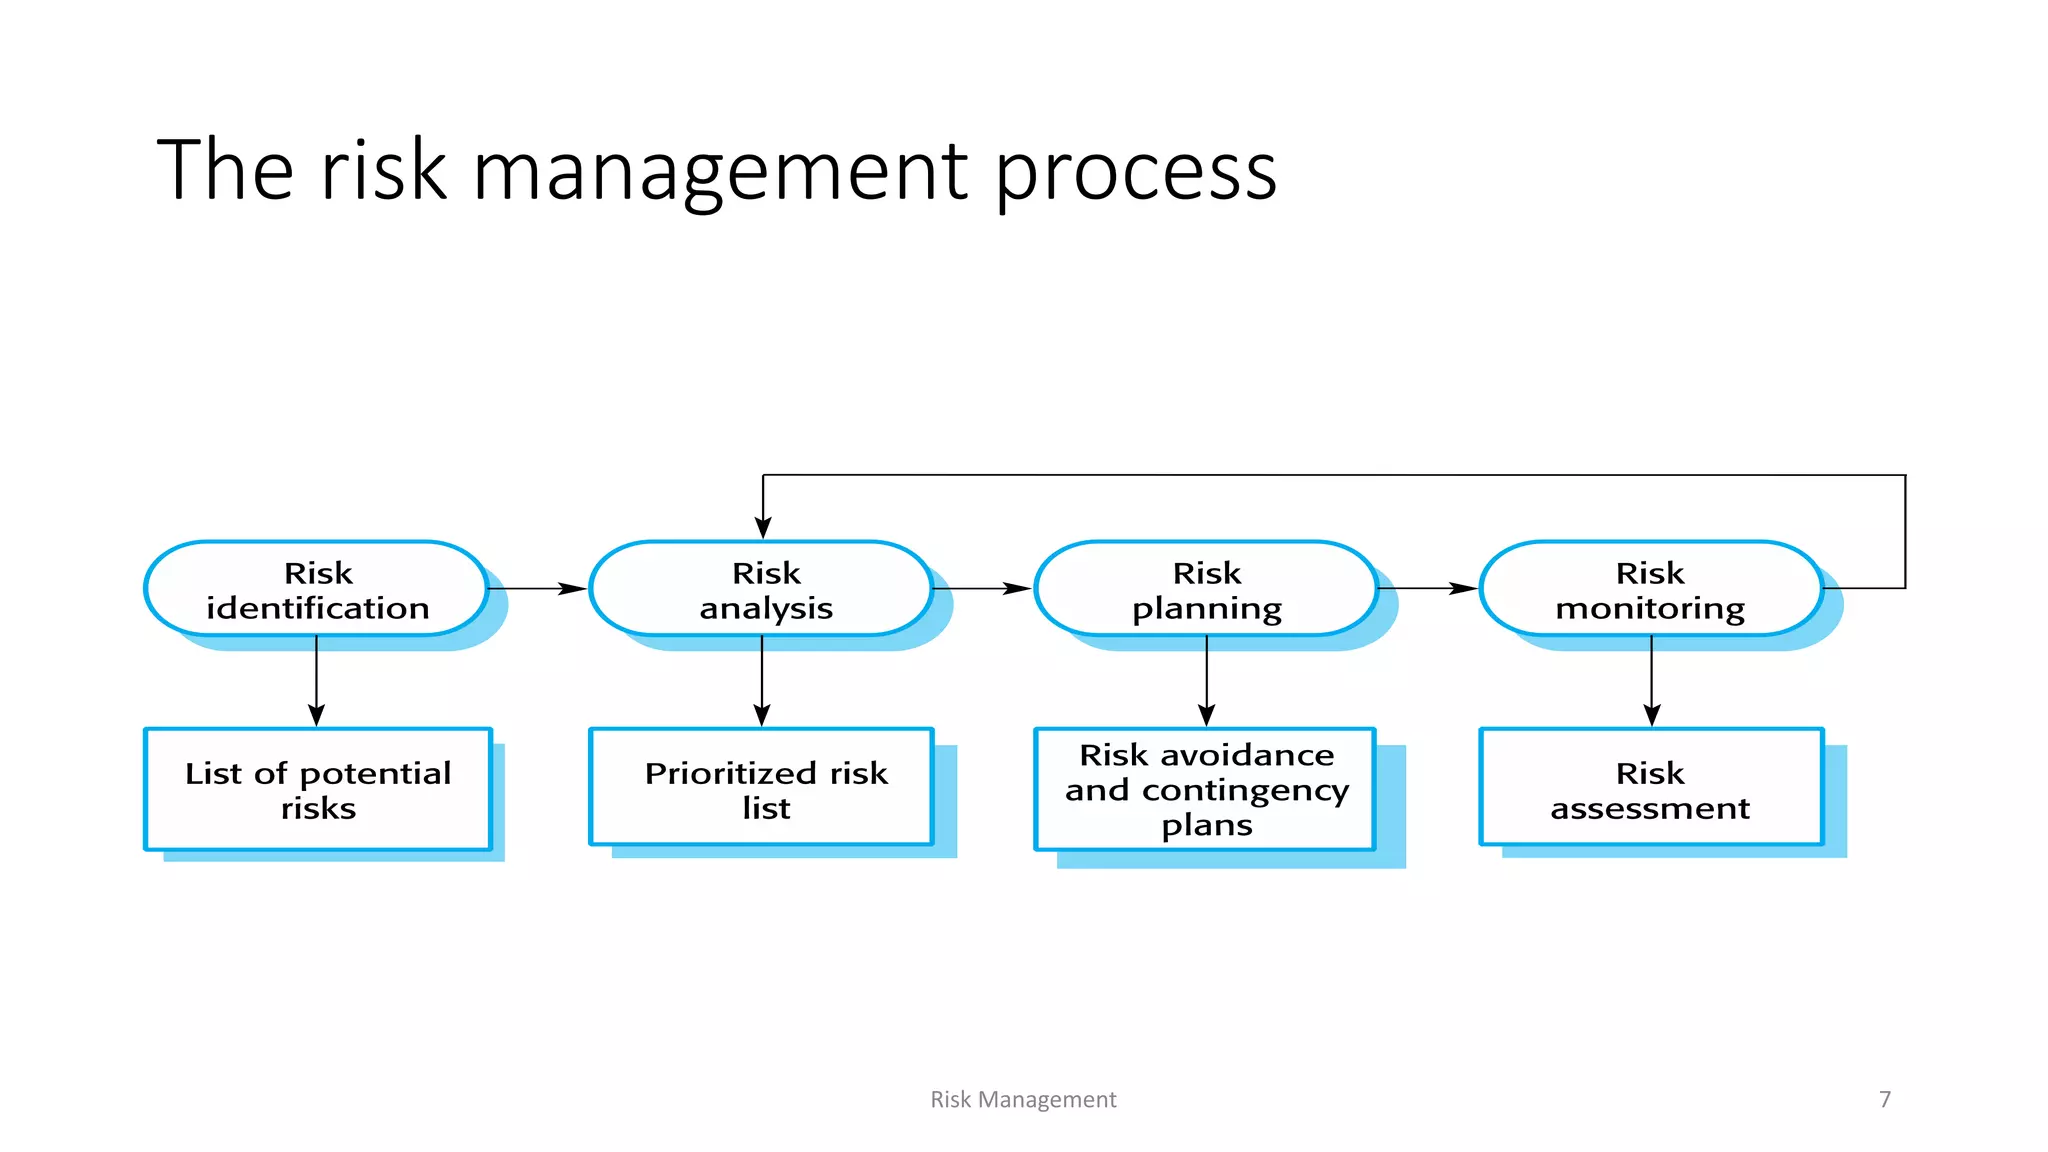 The risk management process
Risk
identification
Risk
analysis
Risk
planning
Risk
monitoring
List of potential
risks
Prioritized risk
list
Risk avoidance
and contingency
plans
Risk
assessment
Risk Management
7